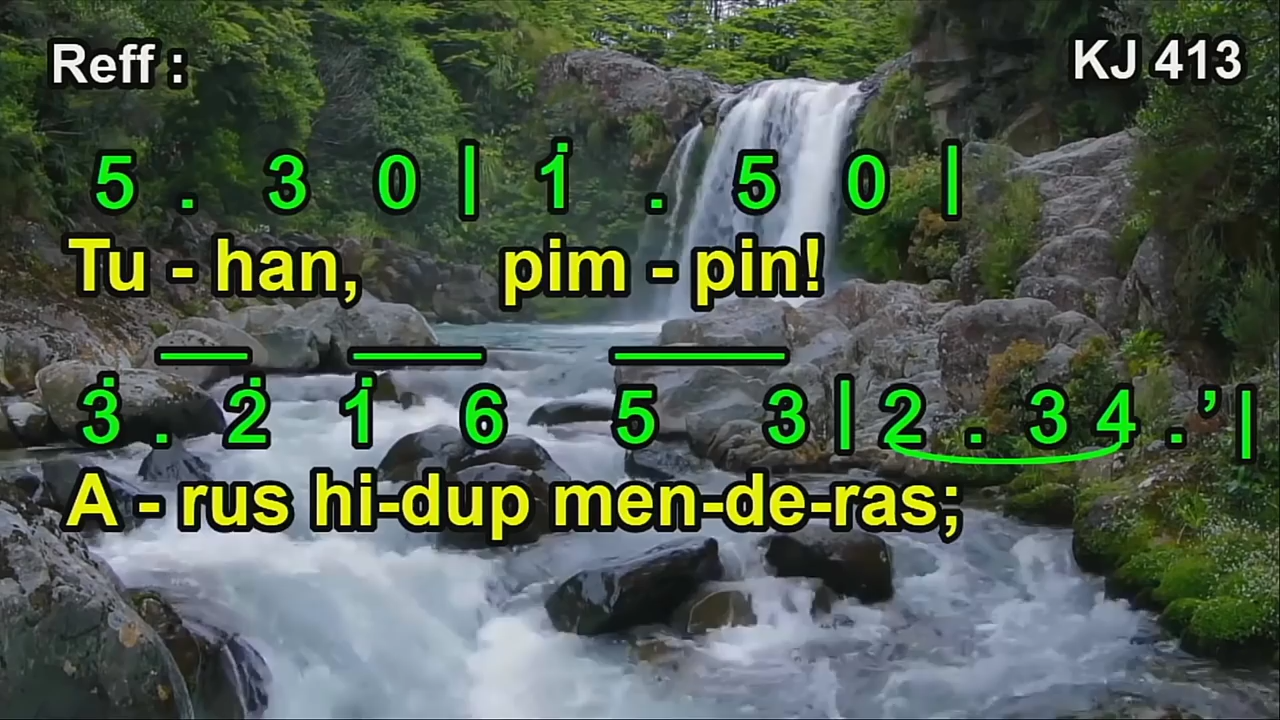 Reff : KJ 413
5 . 3 0 | 1̇ . 5 0 |
Tu - han, pim - pin!
3̇ . 2̇ 1̇ 6 5 3 | 2 . 3 4 . ’ |
A - rus hi-dup men-de-ras;